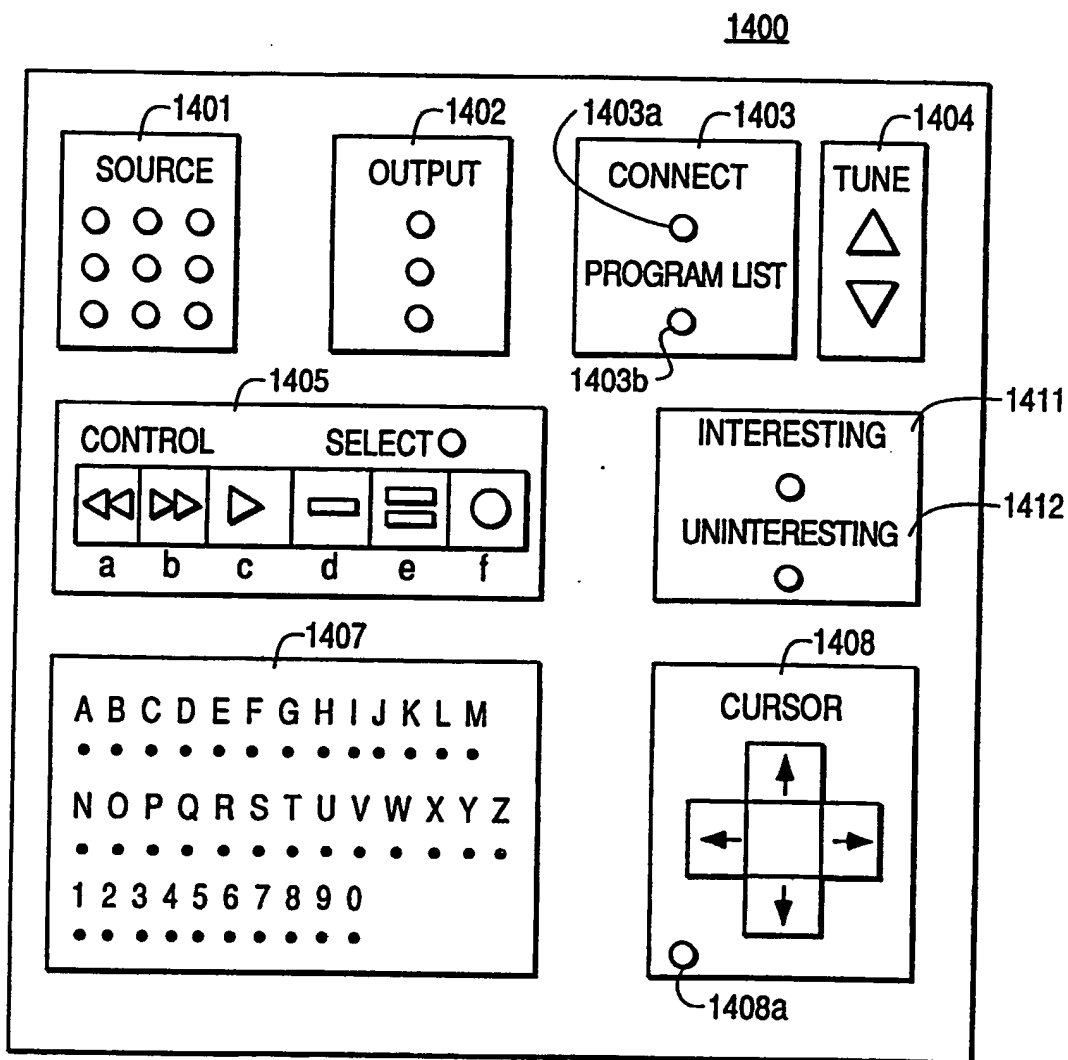 1400
1401
1402
1403a
1403
1404
SOURCE
OUTPUT
CONNECT
TUNE
PROGRAM LIST
1403b
1405
1411
CONTROL
SELECT
INTERESTING
1412
UNINTERESTING
a b c d e f
1407
1408
A B C D E F G H I J K L M
CURSOR
N O P Q R S T U V W X Y Z
1 2 3 4 5 6 7 8 9 0
1408a